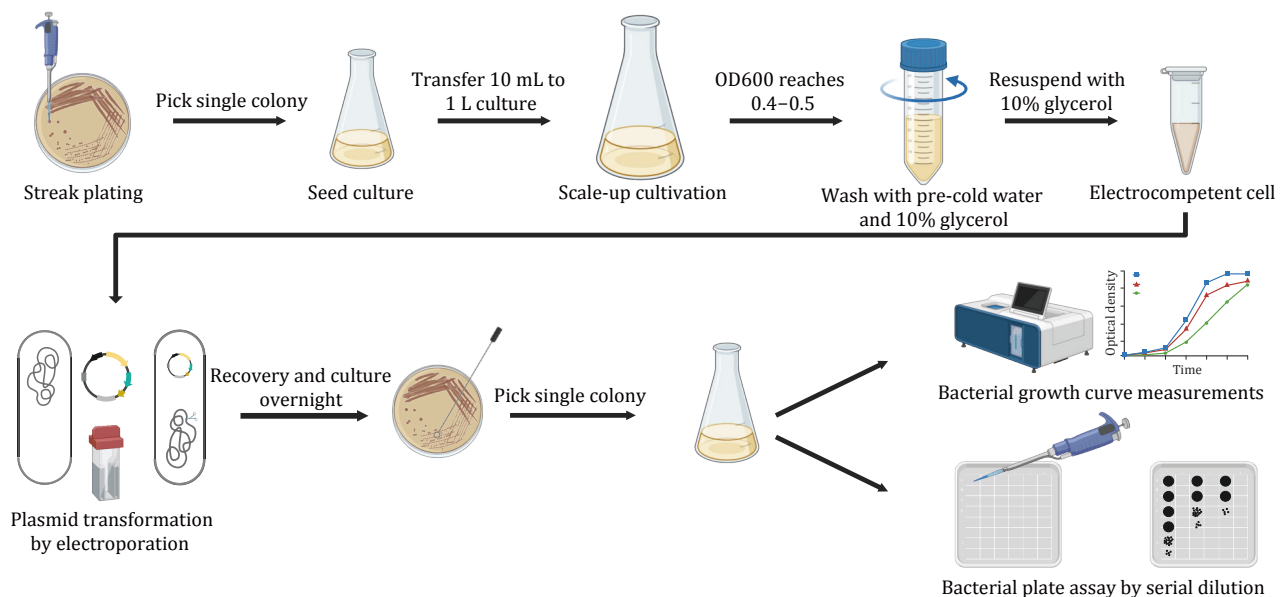 Pick single colony
Transfer 10 mL to
1 L culture
OD600 reaches
0.4−0.5
Resuspend with
10% glycerol
Streak plating
Seed culture
Scale-up cultivation
Wash with pre-cold water
and 10% glycerol
Electrocompetent cell
Recovery and culture
overnight
Pick single colony
Optical density
Time
Bacterial growth curve measurements
Plasmid transformation
by electroporation
Bacterial plate assay by serial dilution